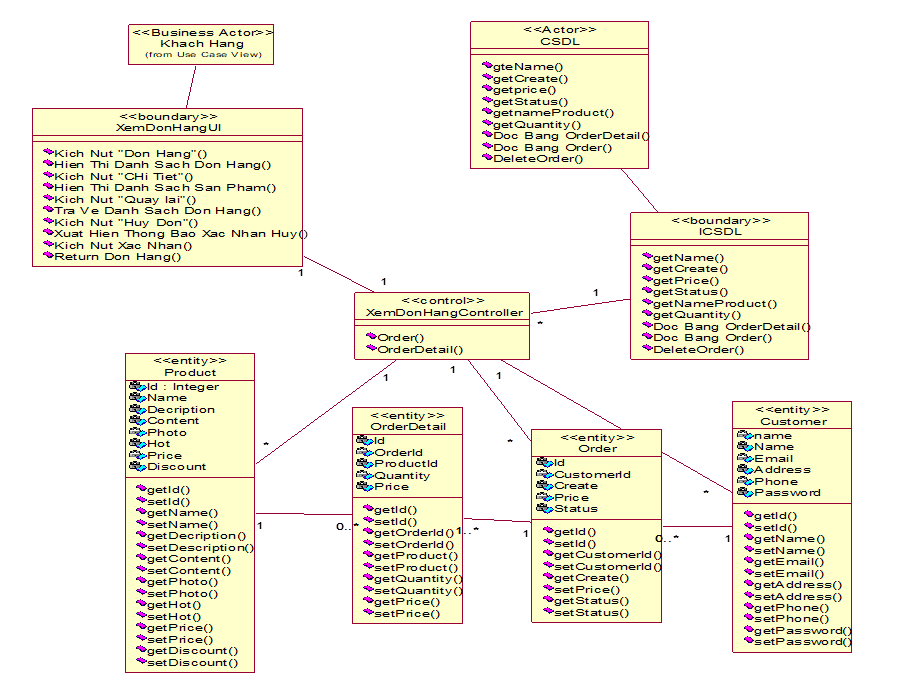 <<Business Actor>>
Khach Hang
(from Use Case View)
<<Actor>>
CSDL
gteName()
getCreate()
getprice()
getStatus()
getnameProduct()
getQuantity()
Doc Bang OrderDetail()
Doc Bang Order()
DeleteOrder()
<<boundary>>
XemDonHangUI
Kich Nut "Don Hang"()
Hien Thi Danh Sach Don Hang()
Kich Nut "CHi Tiet"()
Hien Thi Danh Sach San Pham()
Kich Nut "Quay lai"()
Tra Ve Danh Sach Don Hang()
Kich Nut "Huy Don"()
Xuat Hien Thong Bao Xac Nhan Huy()
Kich Nut Xac Nhan()
Return Don Hang()
1
1
<<boundary>>
ICSDL
getName()
getCreate()
getPrice()
getStatus()
getNameProduct()
getQuantity()
Doc Bang OrderDetail()
Doc Bang Order()
DeleteOrder()
1
*
<<control>>
XemDonHangController
Order()
OrderDetail()
1
1
1
*
*
*
<<entity>>
Product
Id : Integer
Name
Decription
Content
Photo
Hot
Price
Discount
getId()
setId()
getName()
setName()
getDecription()
setDescription()
getContent()
setContent()
getPhoto()
setPhoto()
getHot()
setHot()
getPrice()
setPrice()
getDiscount()
setDiscount()
1
0..*
<<entity>>
OrderDetail
Id
OrderId
ProductId
Quantity
Price
getId()
setId()
getOrderId()
setOrderId()
getProduct()
setProduct()
getQuantity()
setQuantity()
getPrice()
setPrice()
1..*
1
<<entity>>
Order
Id
CustomerId
Create
Price
Status
getId()
setId()
getCustomerId()
setCustomerId()
getCreate()
setPrice()
getStatus()
setStatus()
0..*
1
<<entity>>
Customer
name
Name
Email
Address
Phone
Password
getId()
setId()
getName()
setName()
getEmail()
setEmail()
getAddress()
setAddress()
getPhone()
setPhone()
getPassword()
setPassword()